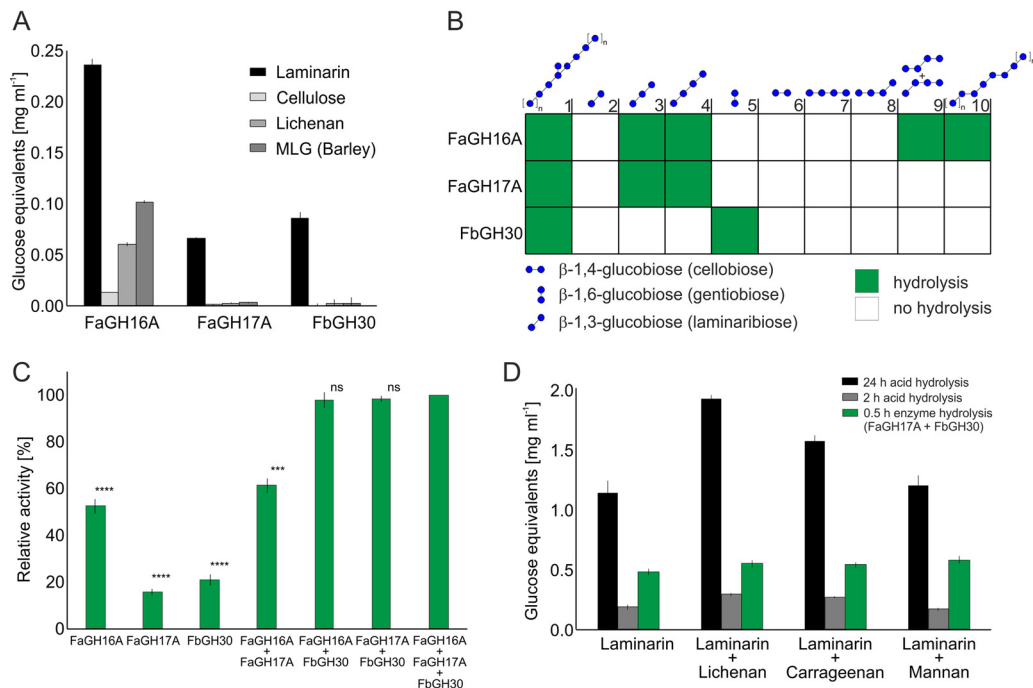 A
Glucose equivalents [mg ml⁻¹]
0.25
0.20
0.15
0.10
0.05
0.00
Laminarin
Cellulose
Lichenan
MLG (Barley)
FaGH16A
FaGH17A
FbGH30
B
[ ]n
[ ]n
+
[ ]n
1 2 3 4 5 6 7 8 9 10
FaGH16A
FaGH17A
FbGH30
β-1,4-glucobiose (cellobiose)
β-1,6-glucobiose (gentiobiose)
β-1,3-glucobiose (laminaribiose)
hydrolysis
no hydrolysis
C
Relative activity [%]
100
80
60
40
20
0
****
****
****
***
ns
ns
FaGH16A
FaGH17A
FbGH30
FaGH16A
+
FaGH17A
FaGH16A
+
FbGH30
FaGH17A
+
FbGH30
FaGH16A
+
FaGH17A
+
FbGH30
D
Glucose equivalents [mg ml⁻¹]
2.0
1.5
1.0
0.5
0.0
24 h acid hydrolysis
2 h acid hydrolysis
0.5 h enzyme hydrolysis
(FaGH17A + FbGH30)
Laminarin
Laminarin
+
Lichenan
Laminarin
+
Carrageenan
Laminarin
+
Mannan